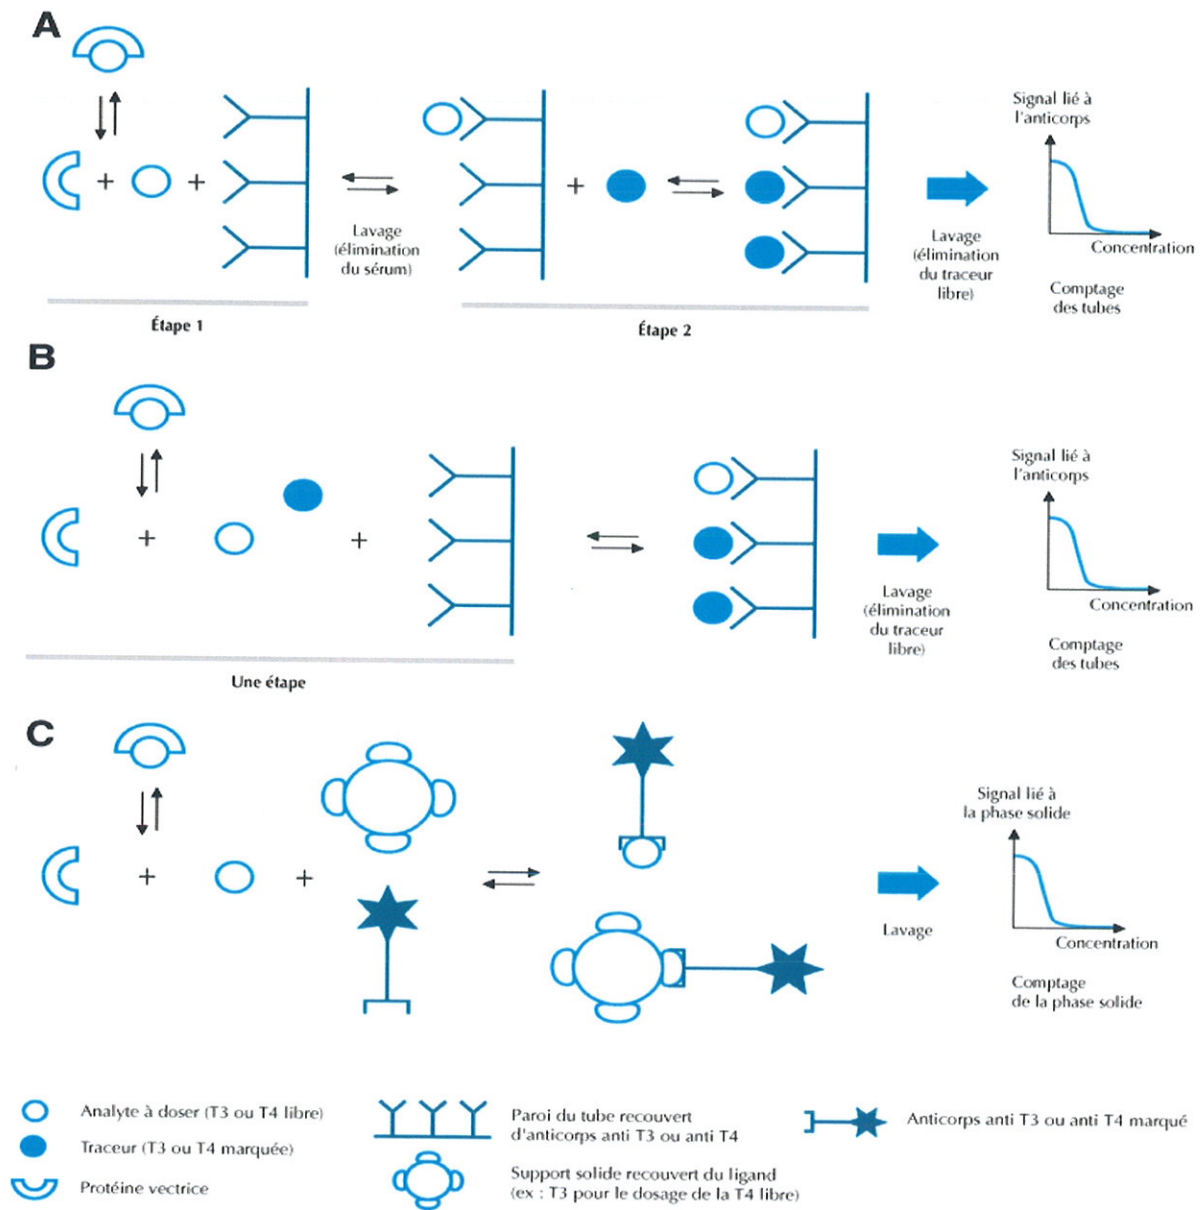 A
Signal lié à
l'anticorps
Lavage
(élimination
du sérum)
Lavage
(élimination
du traceur
libre)
Concentration
Comptage
des tubes
Étape 1
Étape 2
B
Signal lié à
l'anticorps
Lavage
(élimination
du traceur
libre)
Concentration
Comptage
des tubes
Une étape
C
Signal lié à
la phase solide
Lavage
Concentration
Comptage
de la phase solide
Analyte à doser (T3 ou T4 libre)
Traceur (T3 ou T4 marquée)
Protéine vectrice
Paroi du tube recouvert
d'anticorps anti T3 ou anti T4
Support solide recouvert du ligand
(ex : T3 pour le dosage de la T4 libre)
Anticorps anti T3 ou anti T4 marqué